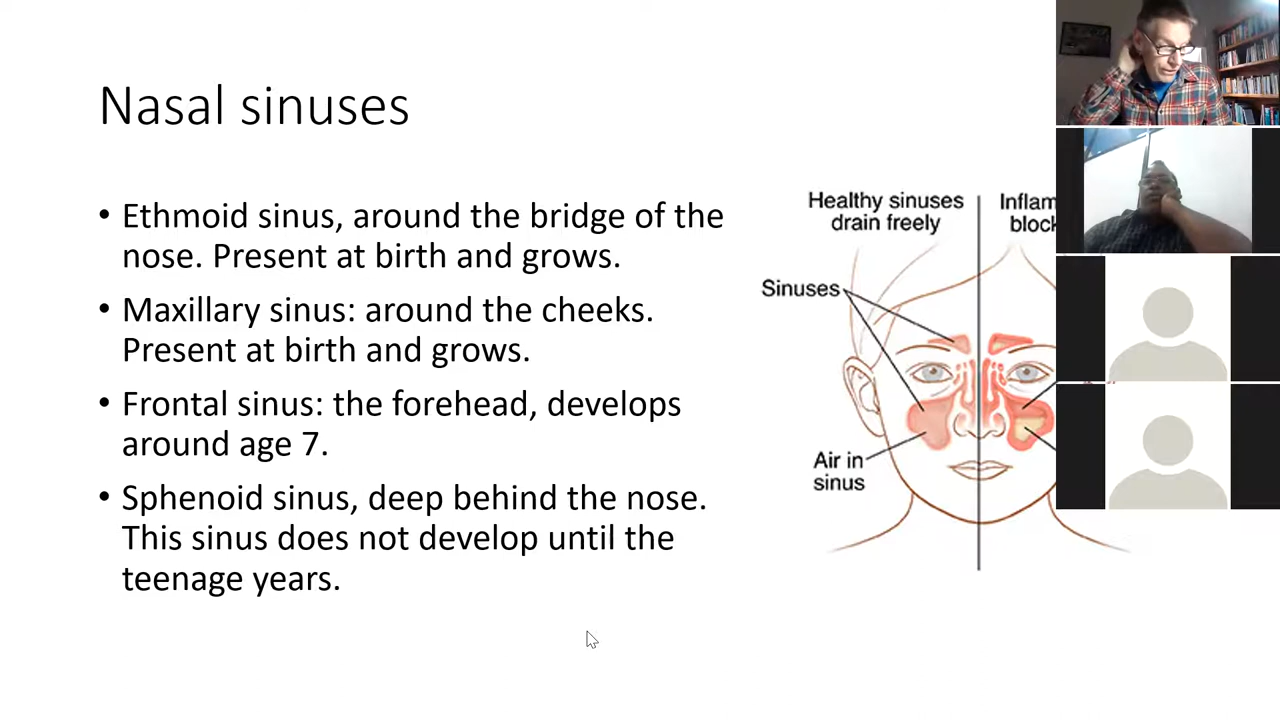 Nasal sinuses
• Ethmoid sinus, around the bridge of the
nose. Present at birth and grows.
• Maxillary sinus: around the cheeks.
Present at birth and grows.
• Frontal sinus: the forehead, develops
around age 7.
• Sphenoid sinus, deep behind the nose.
This sinus does not develop until the
teenage years.
Healthy sinuses
drain freely
Inflam
block
Sinuses
Air in
sinus